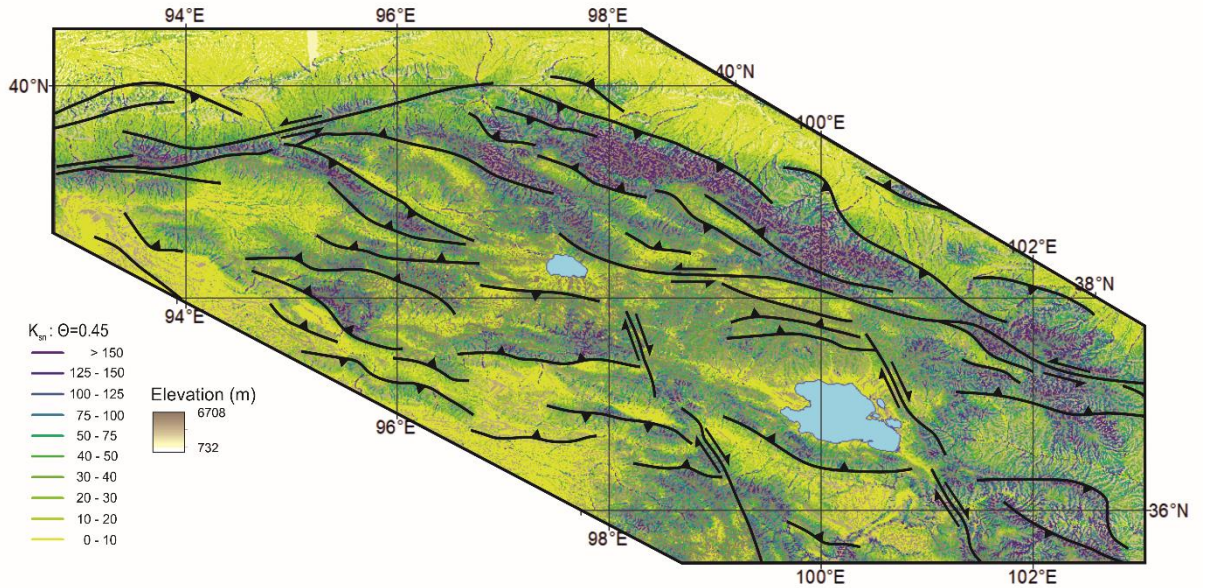 94°E
96°E
98°E
40°N
40°N
100°E
102°E
38°N
94°E
Ksn : Θ=0.45
> 150
125 - 150
100 - 125
75 - 100
50 - 75
40 - 50
30 - 40
20 - 30
10 - 20
0 - 10
Elevation (m)
6708
732
96°E
98°E
36°N
100°E
102°E